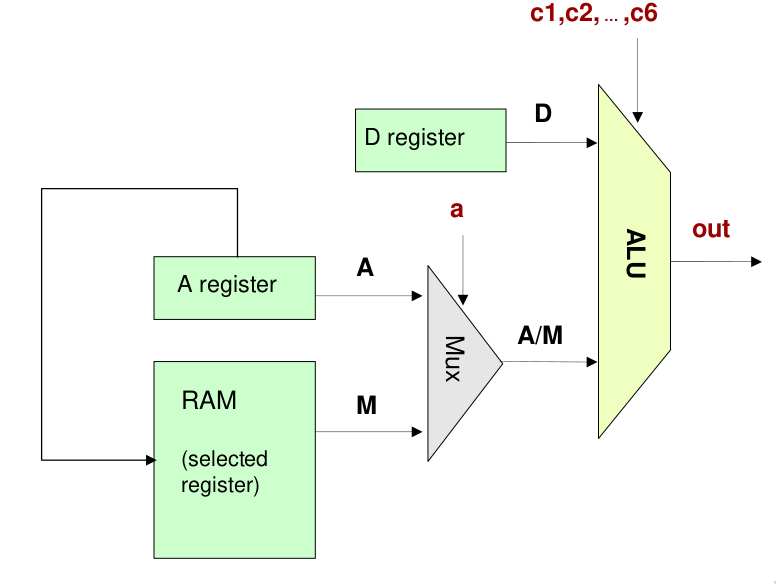 c1,c2, ... ,c6
D register
D
a
A register
A
Mux
A/M
ALU
out
RAM
(selected
register)
M